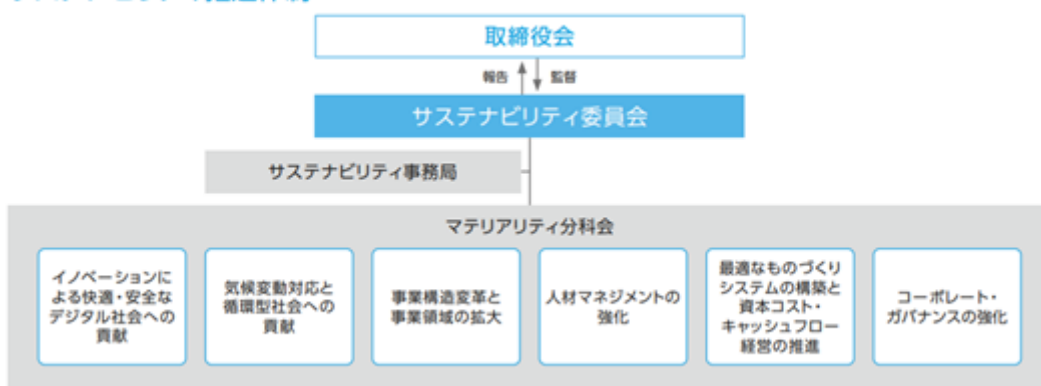 取締役会
報告
監督
サステナビリティ委員会
サステナビリティ事務局
マテリアリティ分科会
イノベーションに
よる快適・安全な
デジタル社会への
貢献
気候変動対応と
循環型社会への
貢献
事業構造変革と
事業領域の拡大
人材マネジメントの
強化
最適なものづくり
システムの構築と
資本コスト・
キャッシュフロー
経営の推進
コーポレート・
ガバナンスの強化